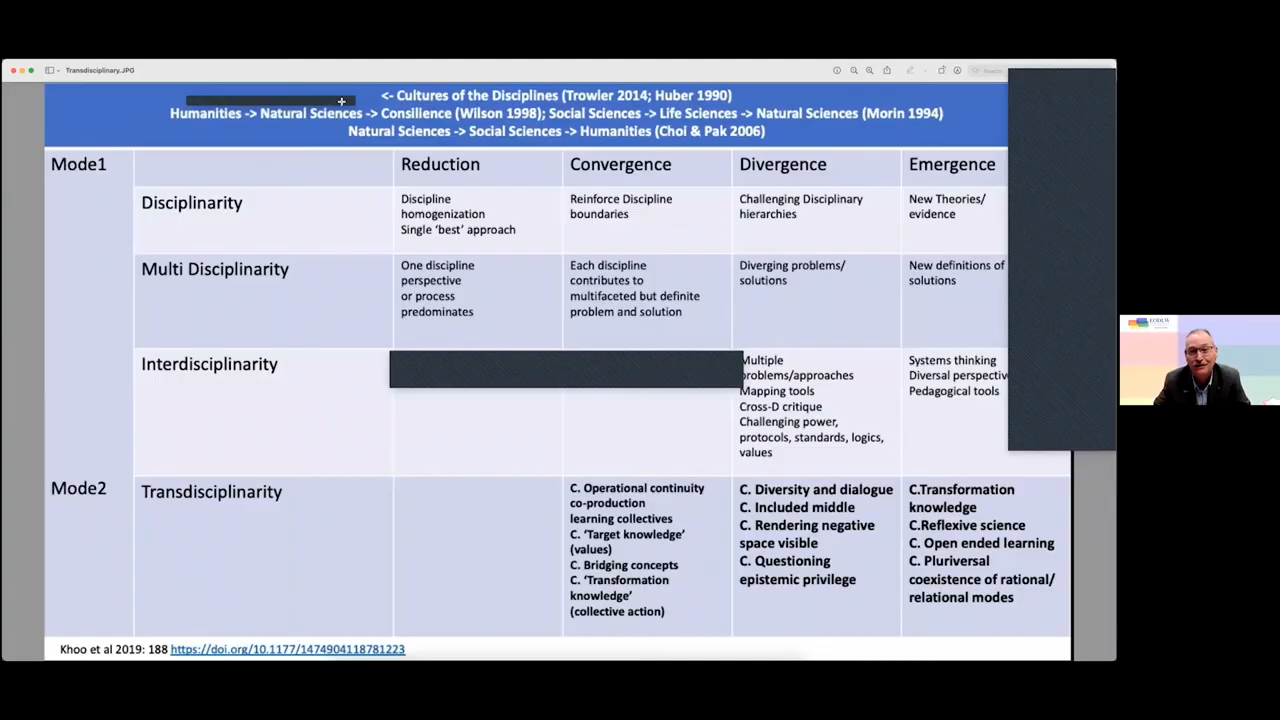 Transdisciplinary.JPG
Search
<- Cultures of the Disciplines (Trowler 2014; Huber 1990)
Humanities -> Natural Sciences -> Consilience (Wilson 1998); Social Sciences -> Life Sciences -> Natural Sciences (Morin 1994)
Natural Sciences -> Social Sciences -> Humanities (Choi & Pak 2006)
Mode1
Reduction
Convergence
Divergence
Emergence
Disciplinarity
Discipline
homogenization
Single ‘best’ approach
Reinforce Discipline
boundaries
Challenging Disciplinary
hierarchies
New Theories/
evidence
Multi Disciplinarity
One discipline
perspective
or process
predominates
Each discipline
contributes to
multifaceted but definite
problem and solution
Diverging problems/
solutions
New definitions of
solutions
Interdisciplinarity
Multiple
problems/approaches
Mapping tools
Cross-D critique
Challenging power,
protocols, standards, logics,
values
Systems thinking
Diversal
Pedagogical tools
Mode2
Transdisciplinarity
C. Operational continuity
co-production
learning collectives
C. ‘Target knowledge’
(values)
C. Bridging concepts
C. ‘Transformation
knowledge’
(collective action)
C. Diversity and dialogue
C. Included middle
C. Rendering negative
space visible
C. Questioning
epistemic privilege
C.Transformation
knowledge
C.Reflexive science
C. Open ended learning
C. Pluriversal
coexistence of rational/
relational modes
Khoo et al 2019: 188 https://doi.org/10.1177/1474904118781223